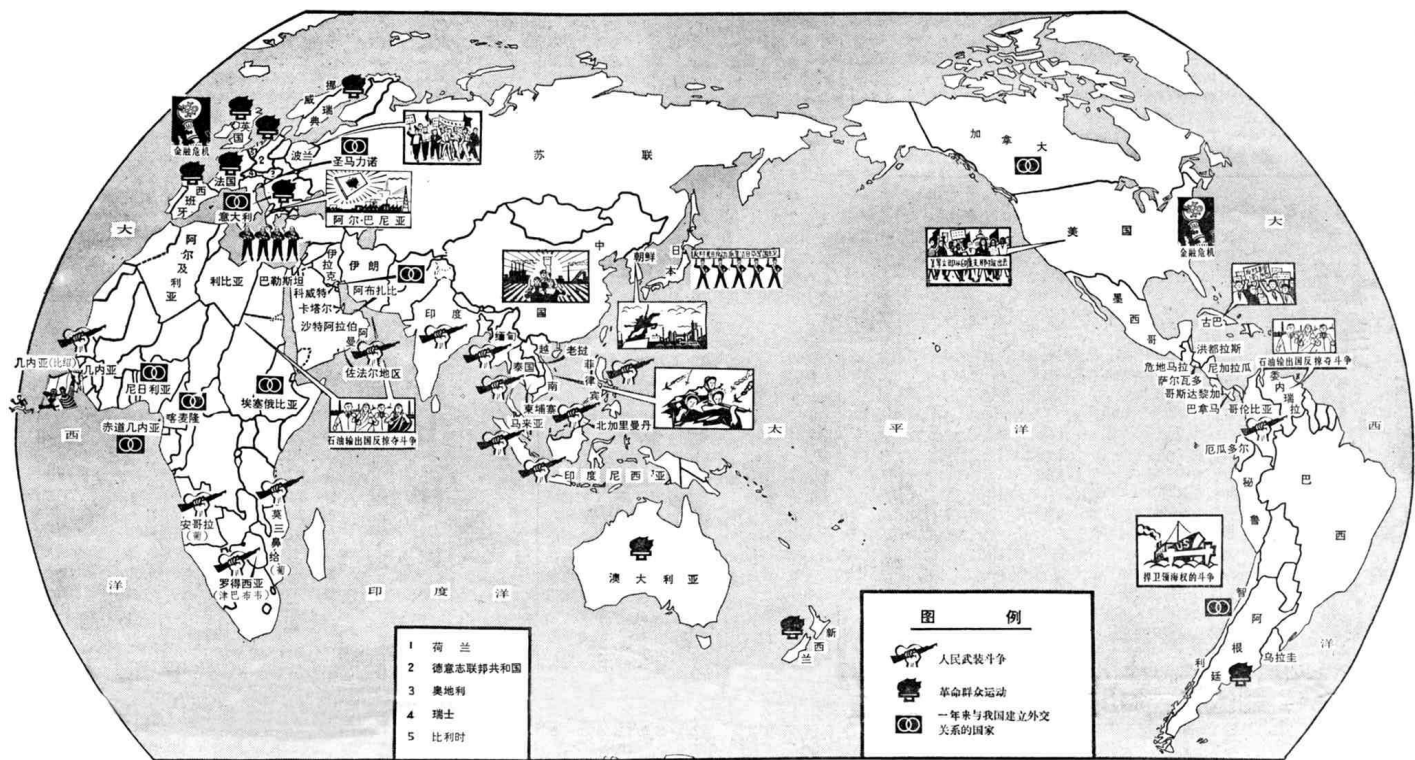 挪威
瑞典
英国
金融危机
波兰
圣马力诺
法国
西班牙
意大利
阿尔巴尼亚
苏联
加拿大
美国
金融危机
大
西
洋
阿尔及利亚
利比亚
巴勒斯坦
伊拉克
伊朗
科威特
卡塔尔
阿布扎比
沙特阿拉伯
阿曼
佐法尔地区
印度
缅甸
中國
朝鲜
日本
越南
老挝
泰国
菲律宾
柬埔寨
马来亚
北加里曼丹
印度尼西亚
几内亚(比绍)
几内亚
尼日利亚
喀麦隆
埃塞俄比亚
赤道几内亚
石油输出国反掠夺斗争
安哥拉(葡)
莫三鼻给(葡)
罗得西亚
(津巴布韦)
太平洋
印度洋
澳大利亚
新西兰
墨西哥
古巴
洪都拉斯
危地马拉
尼加拉瓜
萨尔瓦多
哥斯达黎加
巴拿马
哥伦比亚
委内瑞拉
石油输出国反掠夺斗争
厄瓜多尔
秘鲁
巴西
捍卫领海权的斗争
US
智利
阿根廷
乌拉圭
大
西
洋
1 荷兰
2 德意志联邦共和国
3 奥地利
4 瑞士
5 比利时
图例
人民武装斗争
革命群众运动
一年来与我国建立外交
关系的国家